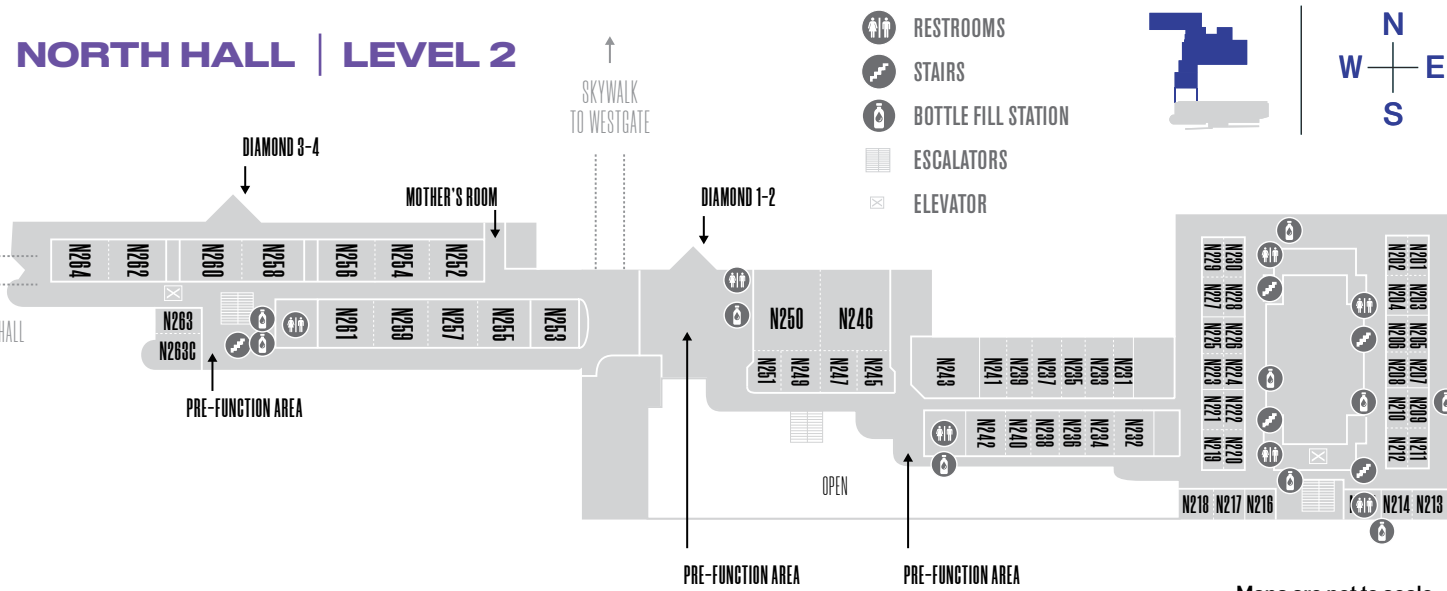 NORTH HALL | LEVEL 2
RESTROOMS
STAIRS
BOTTLE FILL STATION
ESCALATORS
ELEVATOR
N
W E
S
SKYWALK
TO WESTGATE
DIAMOND 3-4
MOTHER'S ROOM
DIAMOND 1-2
N264
N262
N260
N258
N256
N254
N252
HALL
N263
N263C
N261
N259
N257
N255
N253
PRE-FUNCTION AREA
N250
N246
N251
N249
N247
N245
N243
N241
N239
N237
N235
N233
N231
N242
N240
N238
N236
N234
N232
OPEN
PRE-FUNCTION AREA
PRE-FUNCTION AREA
N229
N230
N227
N228
N225
N226
N223
N224
N221
N222
N219
N220
N202
N201
N204
N203
N206
N205
N208
N207
N210
N209
N212
N211
N218
N217
N216
N214
N213